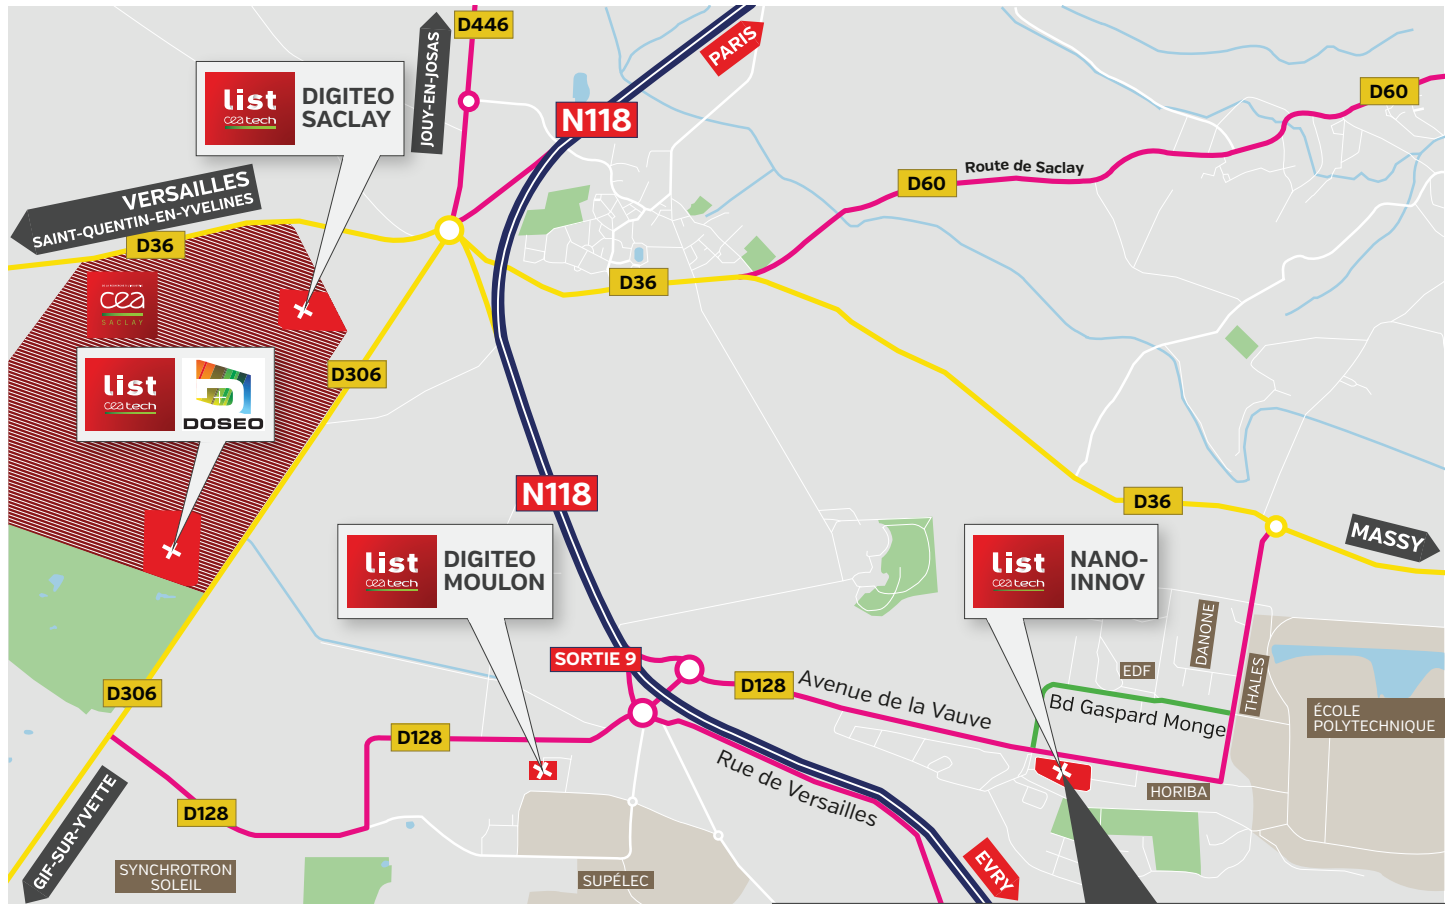 D446
JOUY-EN-JOSAS
PARIS
list
cea tech
DIGITEO
SACLAY
N118
D60
Route de Saclay
D60
VERSAILLES
SAINT-QUENTIN-EN-YVELINES
D36
D36
cea
SACLAY
D306
list
cea tech
DOSEO
N118
D36
MASSY
list
cea tech
DIGITEO
MOULON
list
cea tech
NANO-
INNOV
DANONE
EDF
THALES
SORTIE 9
D306
D128
Avenue de la Vauve
Bd Gaspard Monge
ÉCOLE
POLYTECHNIQUE
D128
Rue de Versailles
HORIBA
D128
GIF-SUR-YVETTE
SYNCHROTRON
SOLEIL
SUPÉLEC
EVRY